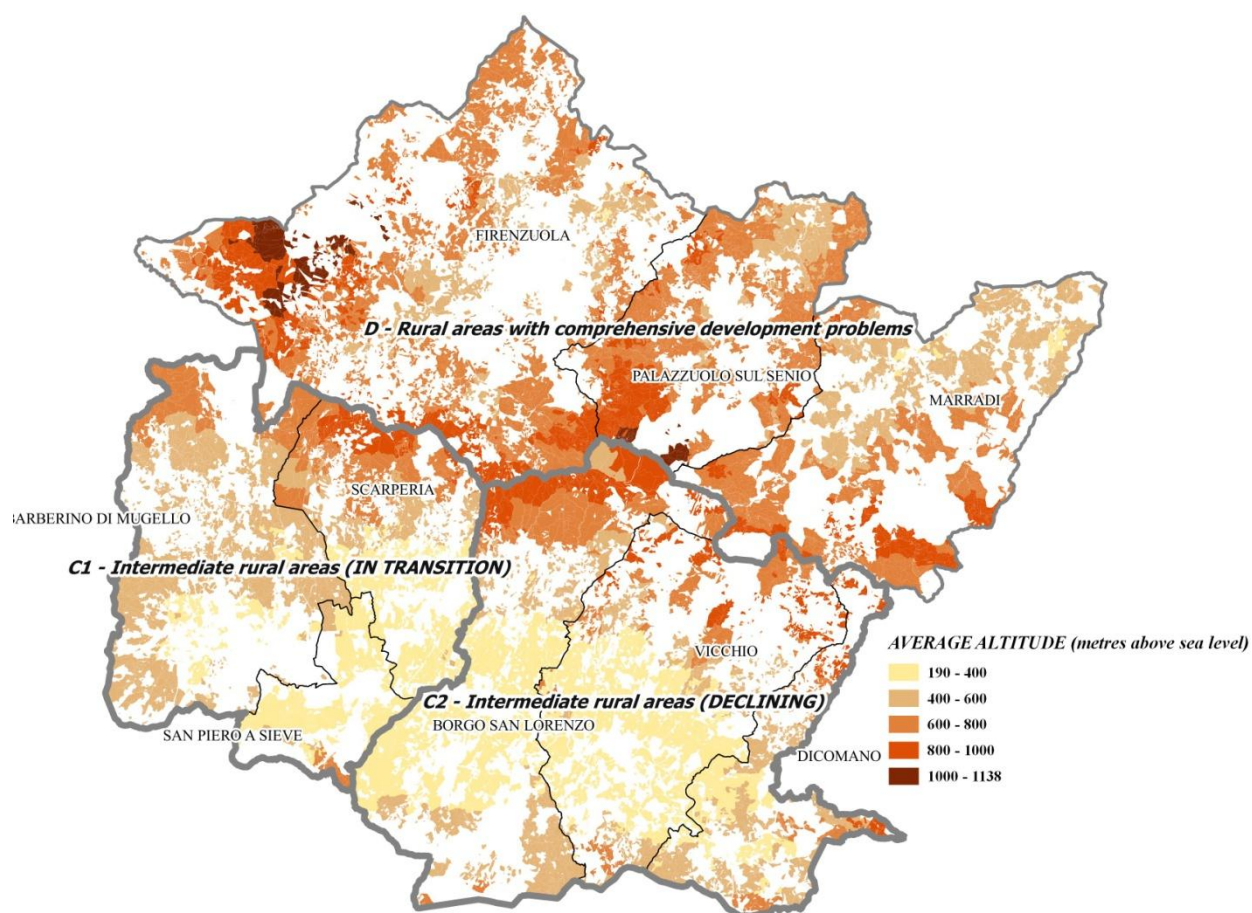 FIRENZUOLA
D - Rural areas with comprehensive development problems
PALAZZUOLO SUL SENIO
MARRADI
SCARPERIA
BARBERINO DI MUGELLO
C1 - Intermediate rural areas (IN TRANSITION)
VICCHIO
C2 - Intermediate rural areas (DECLINING)
BORGO SAN LORENZO
SAN PIERO A SIEVE
DICOMANO
AVERAGE ALTITUDE (metres above sea level)
190 - 400
400 - 600
600 - 800
800 - 1000
1000 - 1138